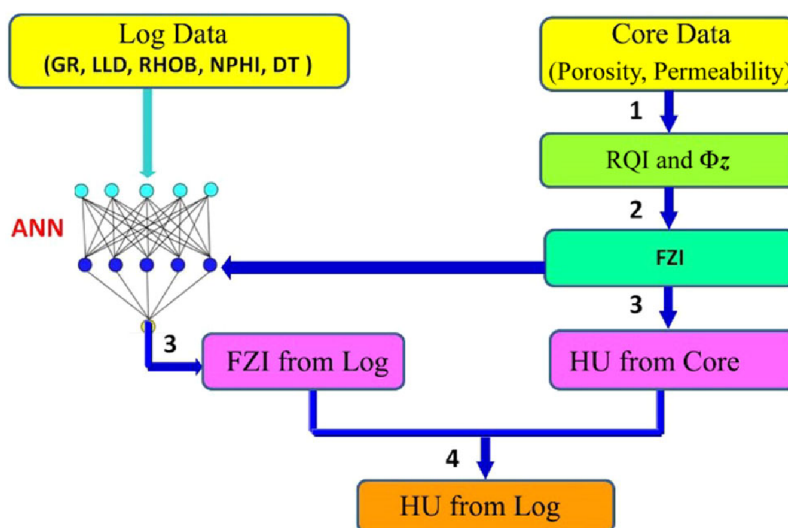 Log Data
(GR, LLD, RHOB, NPHI, DT )
Core Data
(Porosity, Permeability)
1
RQI and Φz
2
ANN
FZI
3
3
FZI from Log
HU from Core
4
HU from Log